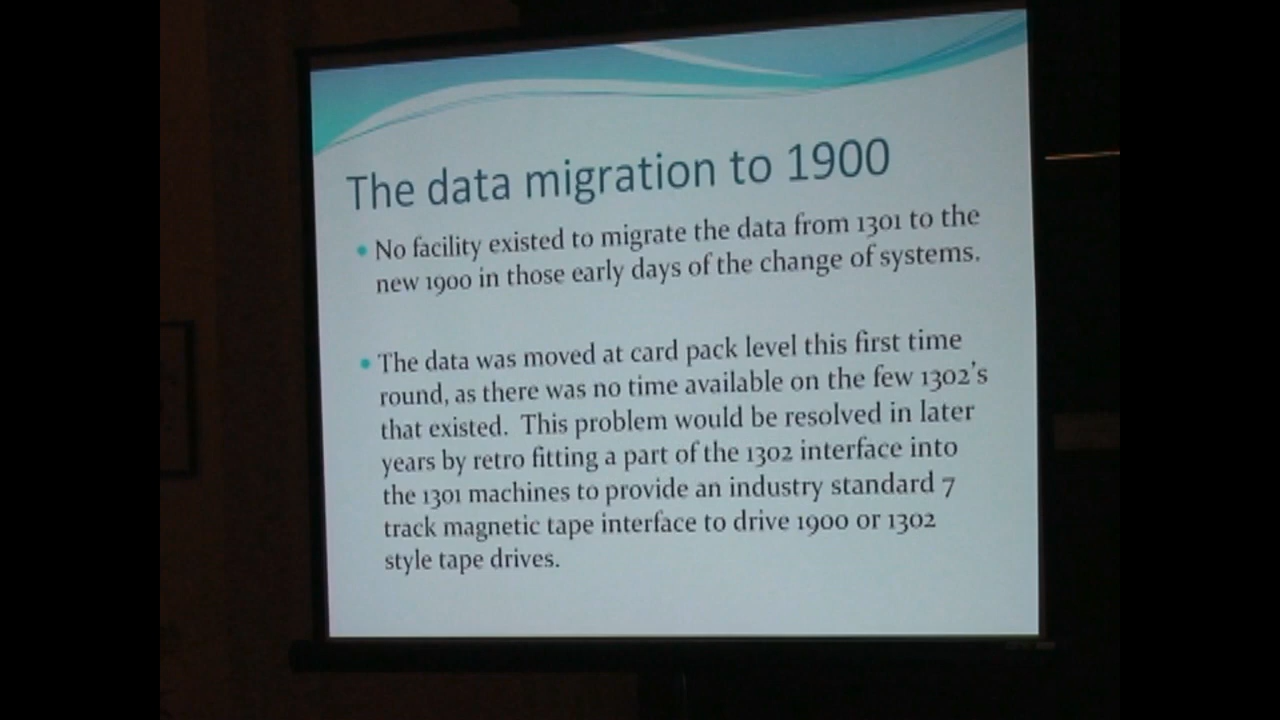 The data migration to 1900
• No facility existed to migrate the data from 1301 to the
new 1900 in those early days of the change of systems.
• The data was moved at card pack level this first time
round, as there was no time available on the few 1302's
that existed. This problem would be resolved in later
years by retro fitting a part of the 1302 interface into
the 1301 machines to provide an industry standard 7
track magnetic tape interface to drive 1900 or 1302
style tape drives.